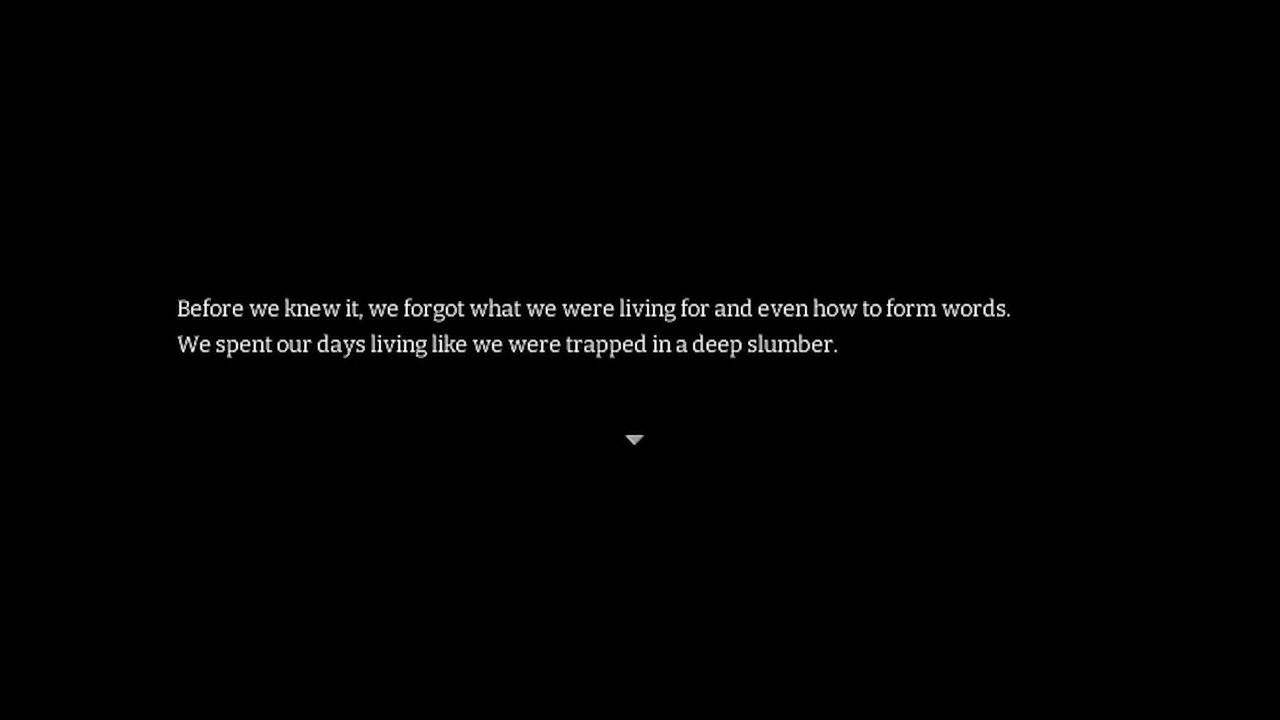 Before we knew it, we forgot what we were living for and even how to form words.
We spent our days living like we were trapped in a deep slumber.